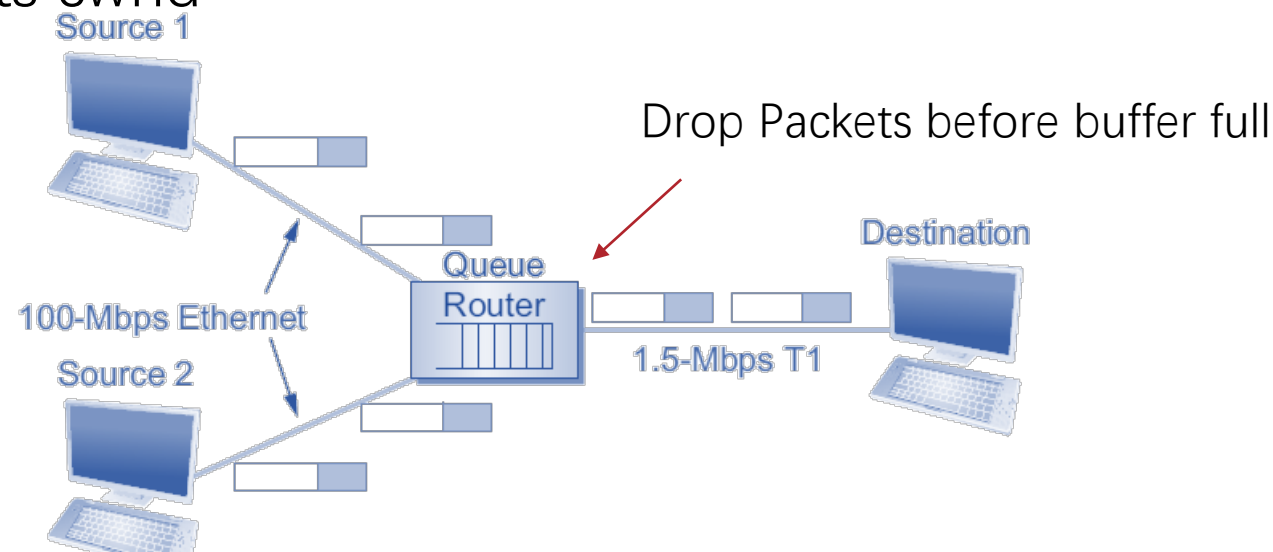 Source 1
Drop Packets before buffer full
Destination
Queue
Router
100-Mbps Ethernet
1.5-Mbps T1
Source 2